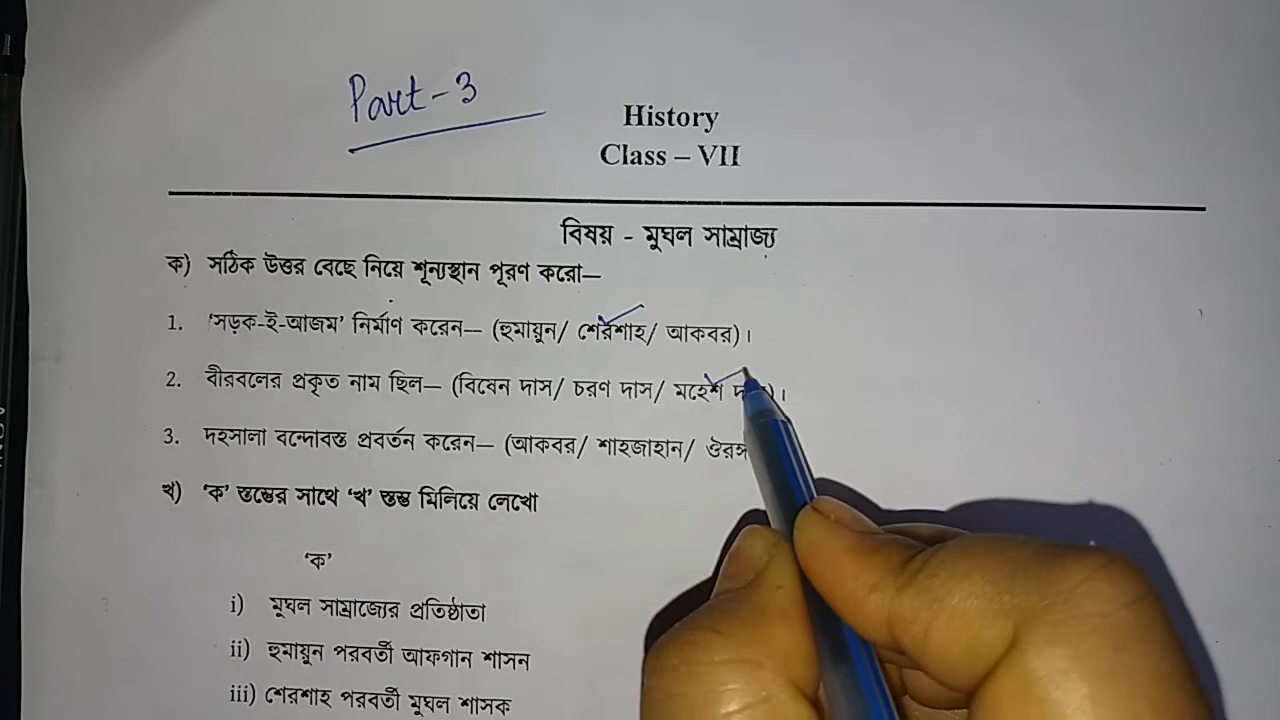 Part-3
History
Class – VII
বিষয় - মুঘল সাম্রাজ্য
ক) সঠিক উত্তর বেছে নিয়ে শূন্যস্থান পূরণ করো—
1. ‘সড়ক-ই-আজম’ নির্মাণ করেন— (হুমায়ুন/ শেরশাহ/ আকবর)।
2. বীরবলের প্রকৃত নাম ছিল— (বিষেন দাস/ চরণ দাস/ মহেশ
3. দহসালা বন্দোবস্ত প্রবর্তন করেন— (আকবর/ শাহজাহান/
খ) ‘ক’ স্তম্ভের সাথে ‘খ’ স্তম্ভ মিলিয়ে লেখো
‘ক’
i) মুঘল সাম্রাজ্যের প্রতিষ্ঠাতা
ii) হুমায়ুন পরবর্তী আফগান শাসন
iii) শেরশাহ পরবর্তী মুঘল শাসক